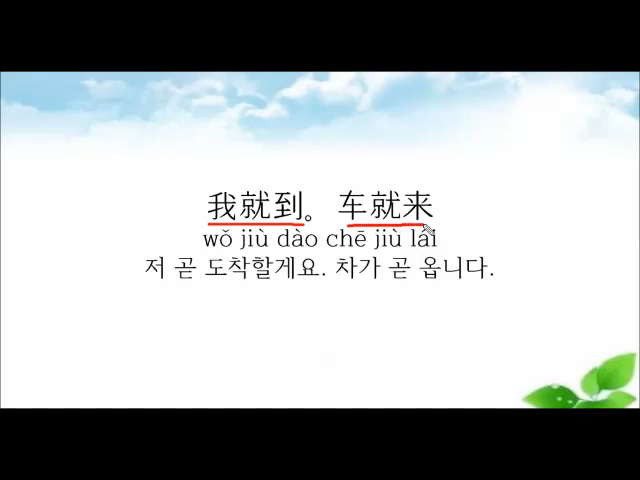 我就到。 车就来
wǒ jiù dào chē jiù lái
저 곧 도착할게요. 차가 곧 옵니다.